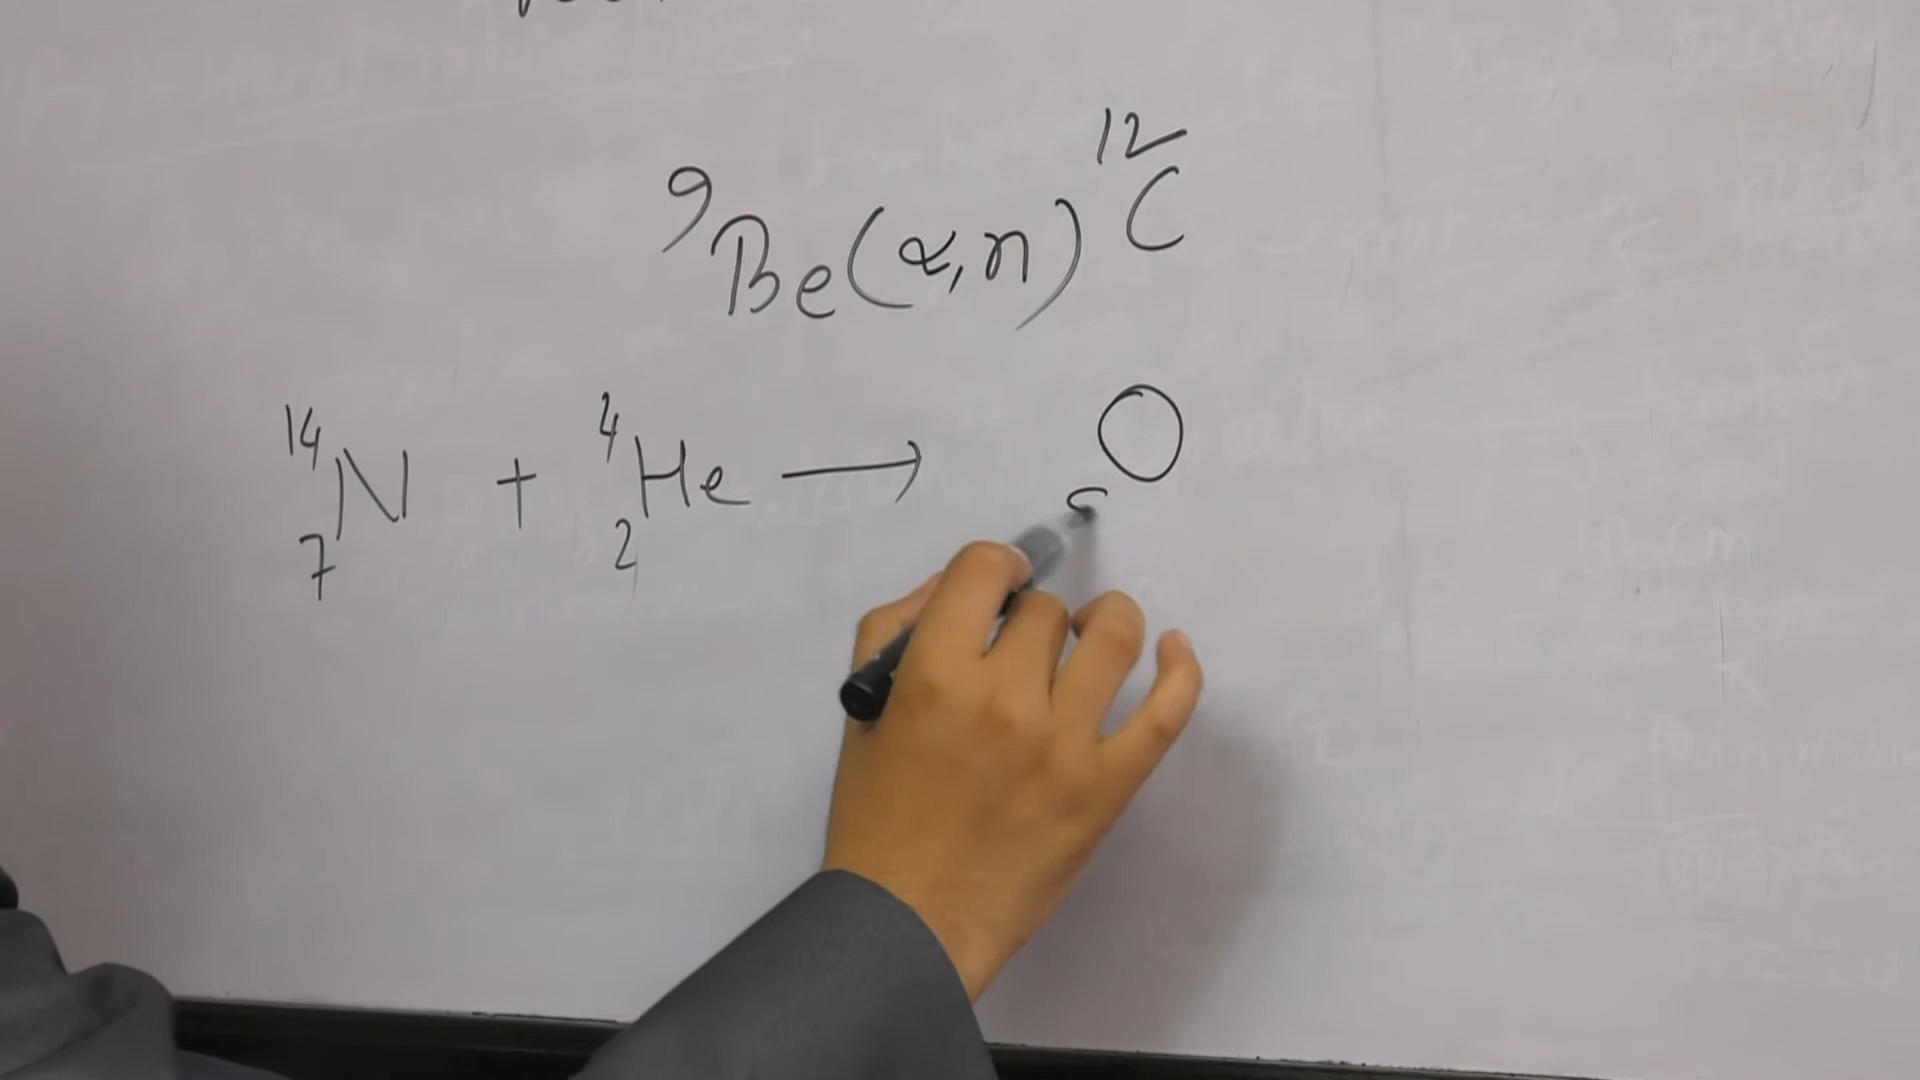 ⁹Be(α,n)¹²C
¹⁴₇N + ⁴₂He → O